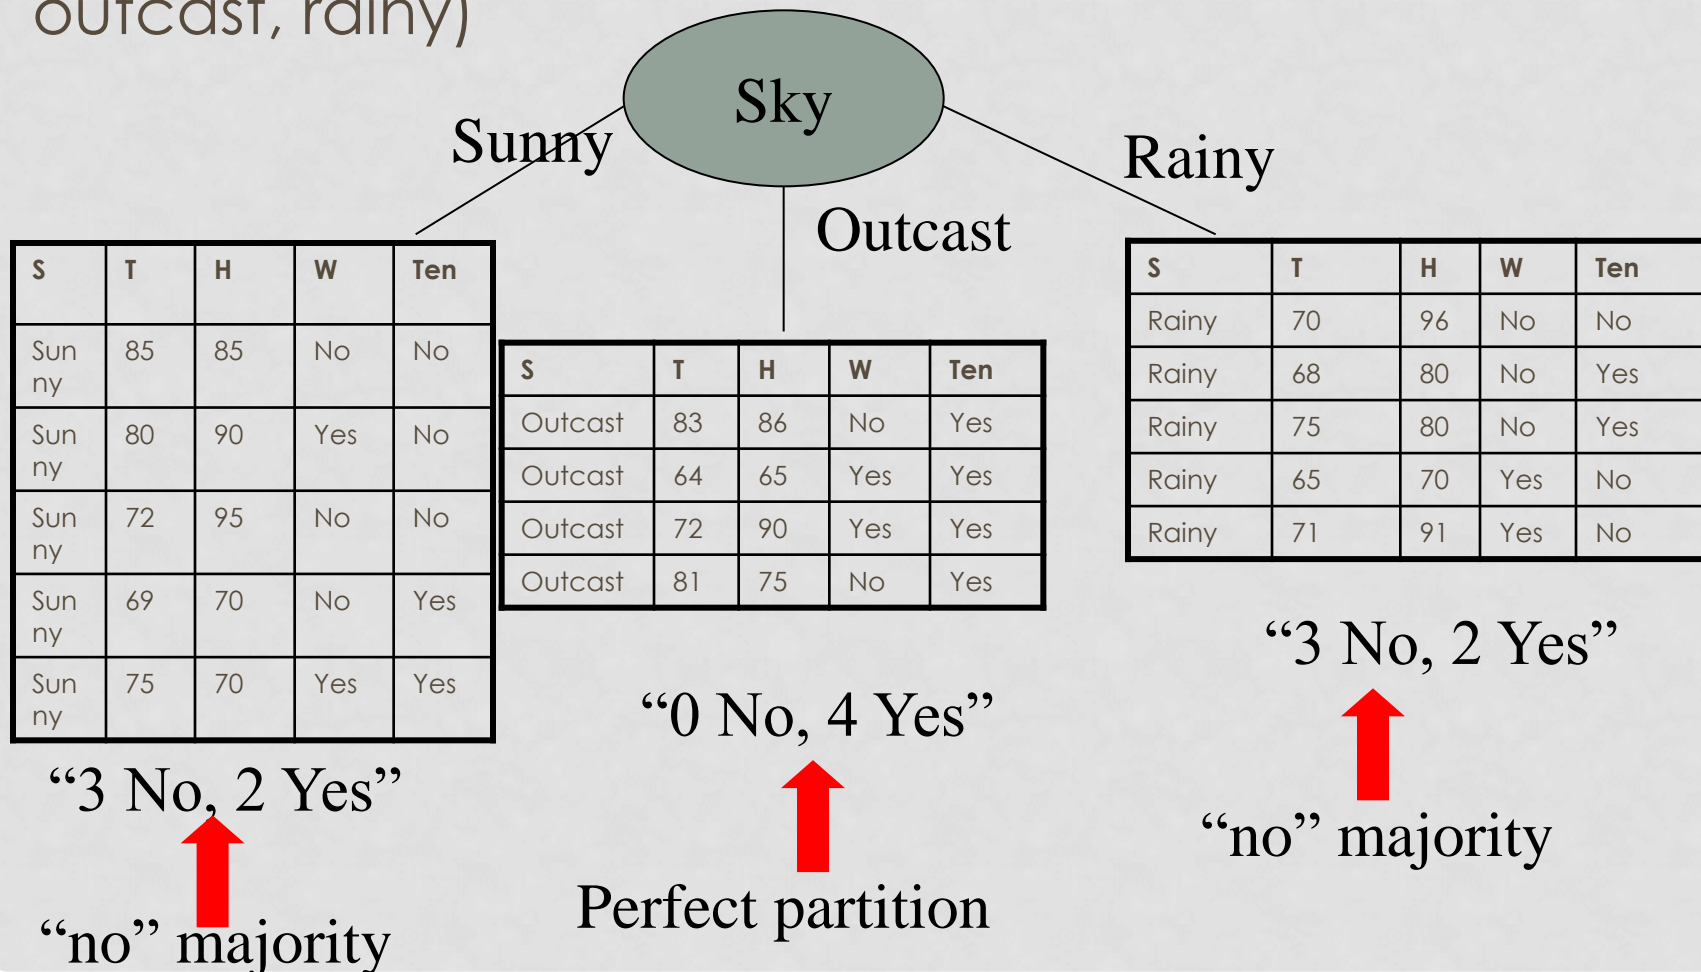 outcast, rainy)
Sky
Sunny
Outcast
Rainy
S T H W Ten
Sun
ny 85 85 No No
Sun
ny 80 90 Yes No
Sun
ny 72 95 No No
Sun
ny 69 70 No Yes
Sun
ny 75 70 Yes Yes
“3 No, 2 Yes”
“no” majority
S T H W Ten
Outcast 83 86 No Yes
Outcast 64 65 Yes Yes
Outcast 72 90 Yes Yes
Outcast 81 75 No Yes
“0 No, 4 Yes”
Perfect partition
S T H W Ten
Rainy 70 96 No No
Rainy 68 80 No Yes
Rainy 75 80 No Yes
Rainy 65 70 Yes No
Rainy 71 91 Yes No
“3 No, 2 Yes”
“no” majority